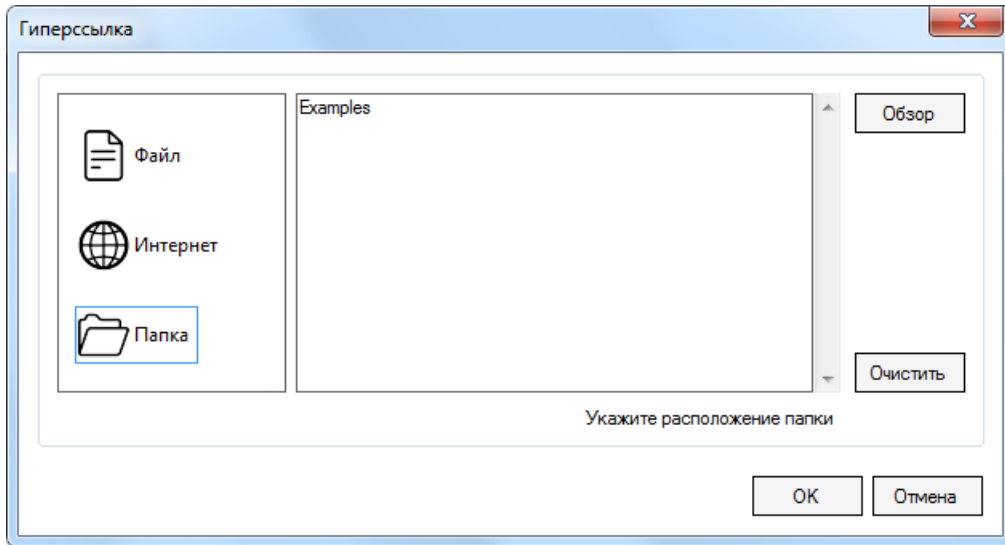 Гиперссылка
Файл
Интернет
Папка
Examples
Обзор
Очистить
Укажите расположение папки
OK
Отмена